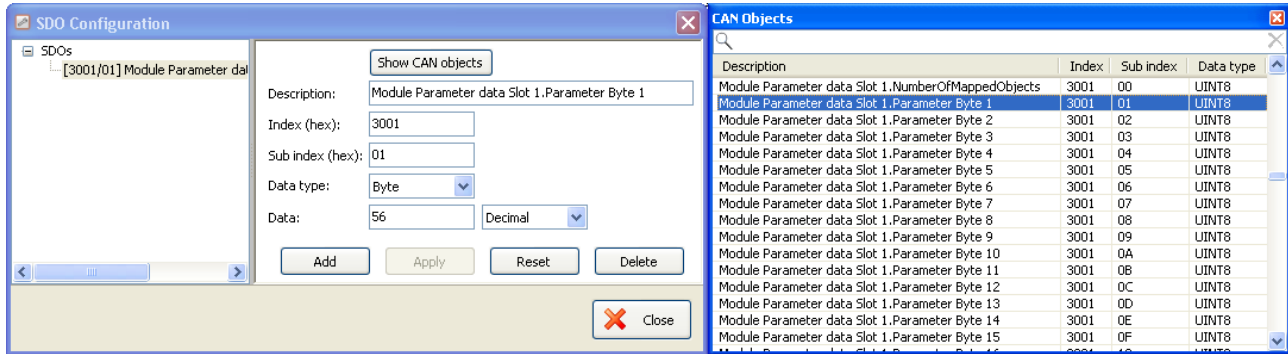 SDO Configuration
SDOs
[3001/01] Module Parameter dat
Show CAN objects
Description: Module Parameter data Slot 1.Parameter Byte 1
Index (hex): 3001
Sub index (hex): 01
Data type: Byte
Data: 56 Decimal
Add Apply Reset Delete
Close
CAN Objects
Description Index Sub index Data type
Module Parameter data Slot 1.NumberOfMappedObjects 3001 00 UINT8
Module Parameter data Slot 1.Parameter Byte 1 3001 01 UINT8
Module Parameter data Slot 1.Parameter Byte 2 3001 02 UINT8
Module Parameter data Slot 1.Parameter Byte 3 3001 03 UINT8
Module Parameter data Slot 1.Parameter Byte 4 3001 04 UINT8
Module Parameter data Slot 1.Parameter Byte 5 3001 05 UINT8
Module Parameter data Slot 1.Parameter Byte 6 3001 06 UINT8
Module Parameter data Slot 1.Parameter Byte 7 3001 07 UINT8
Module Parameter data Slot 1.Parameter Byte 8 3001 08 UINT8
Module Parameter data Slot 1.Parameter Byte 9 3001 09 UINT8
Module Parameter data Slot 1.Parameter Byte 10 3001 0A UINT8
Module Parameter data Slot 1.Parameter Byte 11 3001 0B UINT8
Module Parameter data Slot 1.Parameter Byte 12 3001 0C UINT8
Module Parameter data Slot 1.Parameter Byte 13 3001 0D UINT8
Module Parameter data Slot 1.Parameter Byte 14 3001 0E UINT8
Module Parameter data Slot 1.Parameter Byte 15 3001 0F UINT8